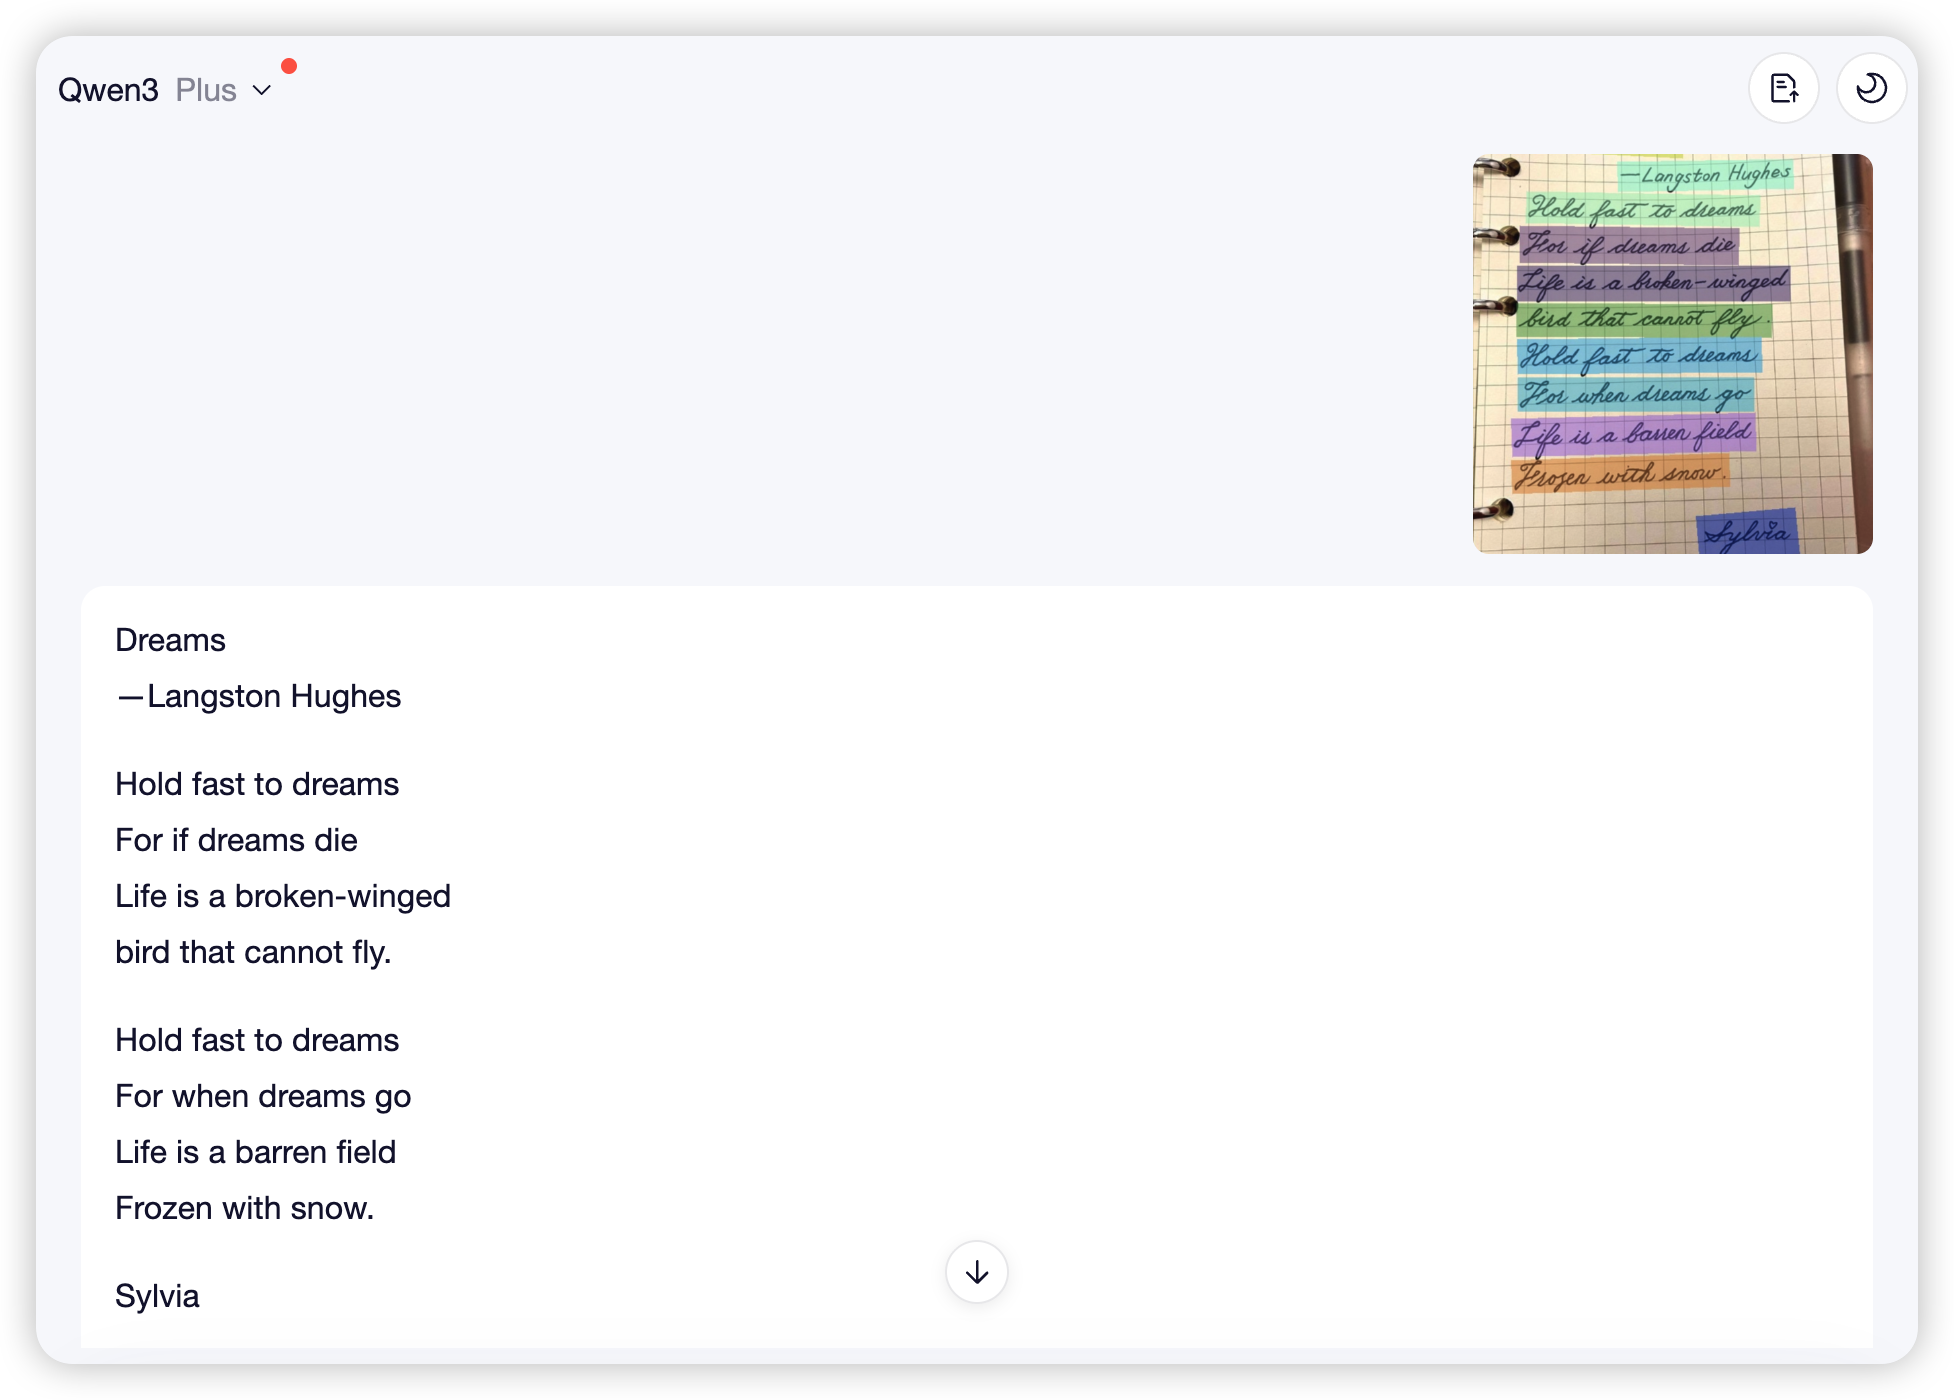 Qwen3 Plus
—Langston Hughes
Hold fast to dreams
For if dreams die
Life is a broken-winged
bird that cannot fly.
Hold fast to dreams
For when dreams go
Life is a barren field
Frozen with snow.
Sylvia
Dreams
—Langston Hughes
Hold fast to dreams
For if dreams die
Life is a broken-winged
bird that cannot fly.
Hold fast to dreams
For when dreams go
Life is a barren field
Frozen with snow.
Sylvia